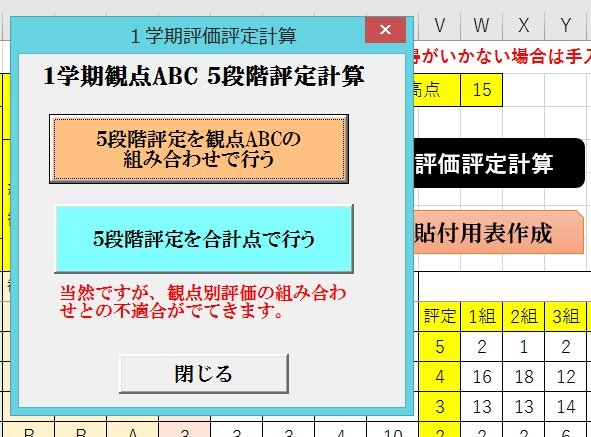 1学期評価評定計算
V W X Y
1学期観点ABC 5段階評定計算
がいかない場合は手入
高点 15
5段階評定を観点ABCの
組み合わせで行う
評価評定計算
5段階評定を合計点で行う
貼付用表作成
当然ですが、観点別評価の組み合わ
せとの不適合がでてきます。
評定 1組 2組 3組
5 2 1 2
閉じる
4 16 18 12
3 13 13 14
B B A 3 3 3 3 10 2 2 2 6